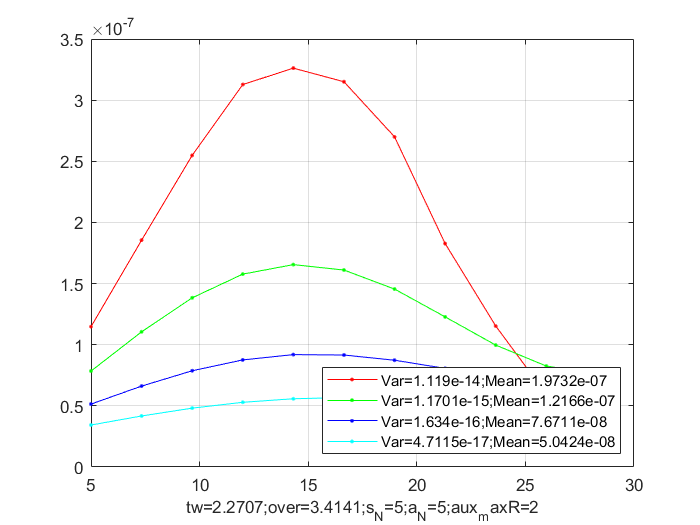 ×10-7
3.5
3
2.5
2
1.5
1
0.5
0
Var=1.119e-14;Mean=1.9732e-07
Var=1.1701e-15;Mean=1.2166e-07
Var=1.634e-16;Mean=7.6711e-08
Var=4.7115e-17;Mean=5.0424e-08
5 10 15 20 25 30
tw=2.2707;over=3.4141;sN=5;aN=5;auxmaxR=2